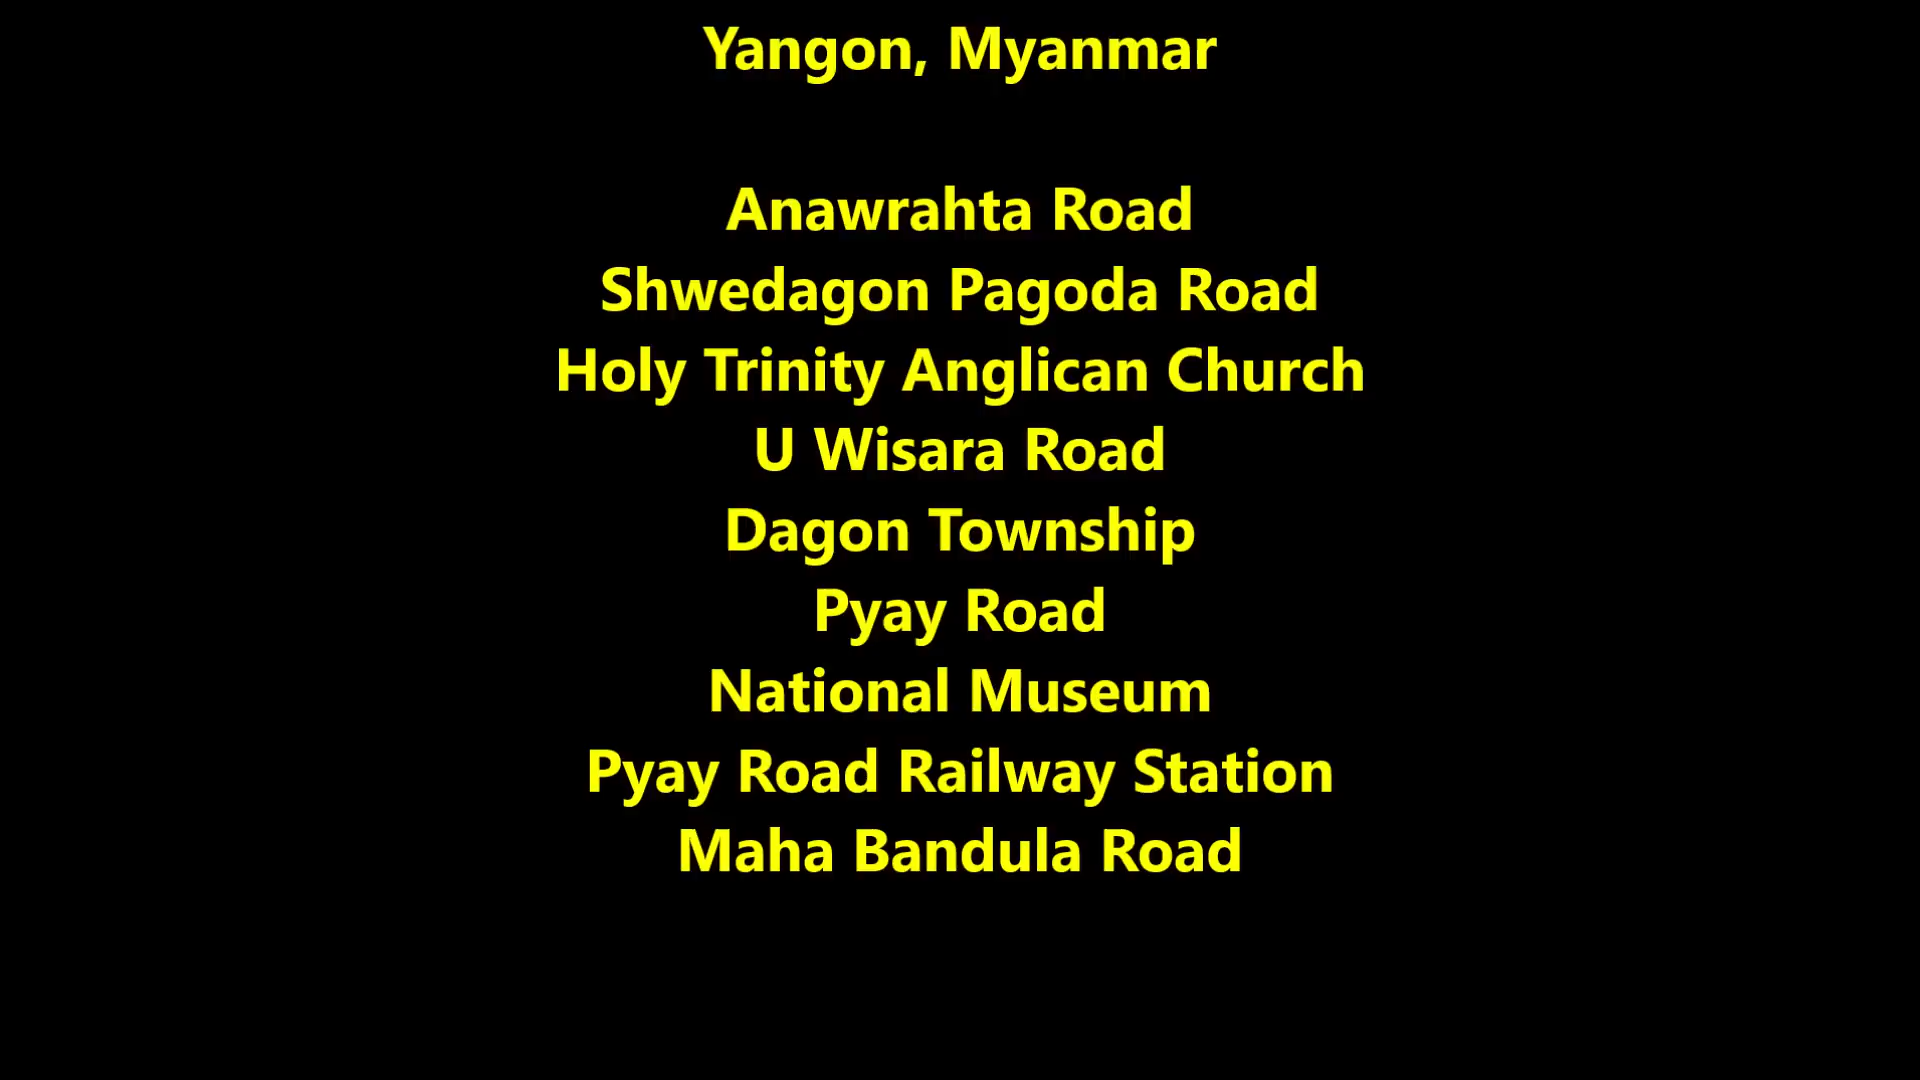 Yangon, Myanmar
Anawrahta Road
Shwedagon Pagoda Road
Holy Trinity Anglican Church
U Wisara Road
Dagon Township
Pyay Road
National Museum
Pyay Road Railway Station
Maha Bandula Road